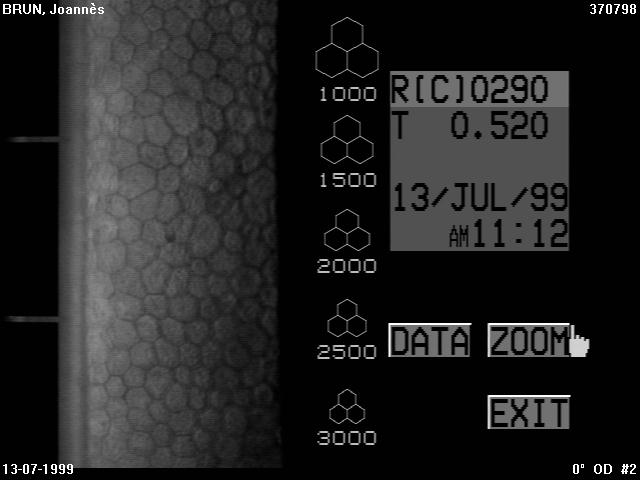 BRUN, Joannès
370798
1000
R[C]0290
T 0.520
1500
13/JUL/99
AM11:12
2000
2500
DATA ZOOM
EXIT
3000
13-07-1999
0° OD #2